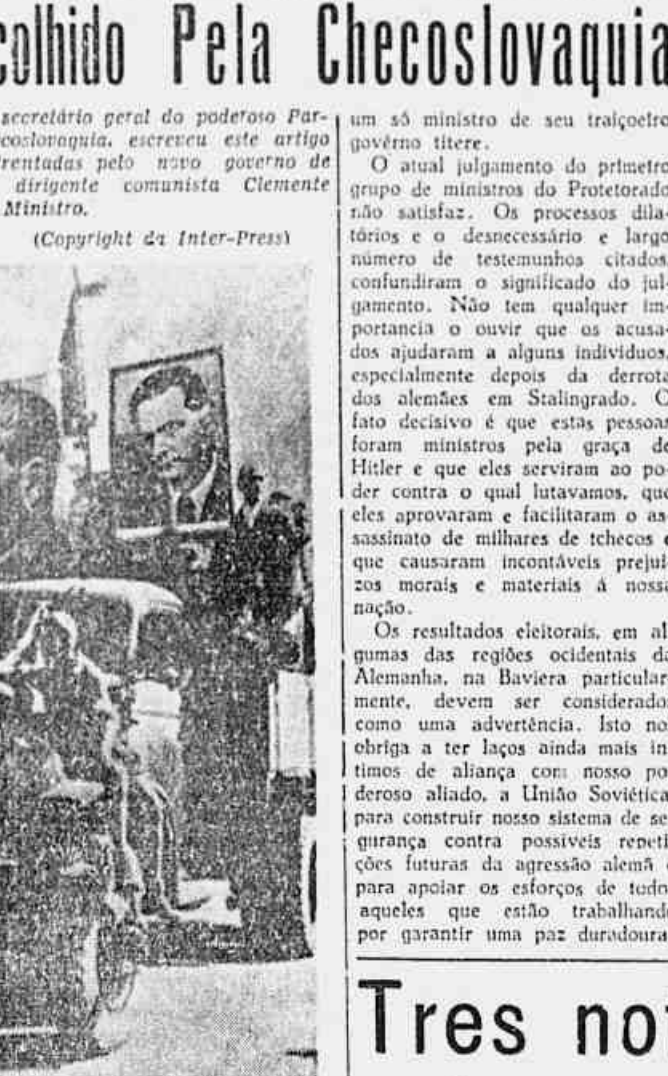 colhido Pela Checoslovaquia
secretário geral do poderoso Par-
coslovaquia, escreveu este artigo
rentadas pelo novo governo de
dirigente comunista Clemente
Ministro.
(Copyright da Inter-Press)
um só ministro de seu traiçoeiro
govêrno títere.
O atual julgamento do primeiro
grupo de ministros do Protetorado
não satisfaz. Os processos dila-
tórios e o desnecessário e largo
número de testemunhos citados,
confundiram o significado do jul-
gamento. Não tem qualquer im-
portancia o ouvir que os acusa-
dos ajudaram a alguns individuos,
especialmente depois da derrota
dos alemães em Stalingrado. O
fato decisivo é que estas pessoas
foram ministros pela graça de
Hitler e que eles serviram ao po-
der contra o qual lutavamos, que
eles aprovaram e facilitaram o as-
sassinato de milhares de tchecos e
que causaram incontáveis prejui-
zos morais e materiais á nossa
nação.
Os resultados eleitorais, em al-
gumas das regiões ocidentais da
Alemanha, na Baviera particular-
mente, devem ser considerados
como uma advertência. Isto nos
obriga a ter laços ainda mais in-
timos de aliança com nosso po-
deroso aliado, a União Soviética,
para construir nosso sistema de se-
gurança contra possíveis repeti-
ções futuras da agressão alemã e
para apoiar os esforços de todo
aqueles que estão trabalhando
por garantir uma paz duradoura.
Tres not